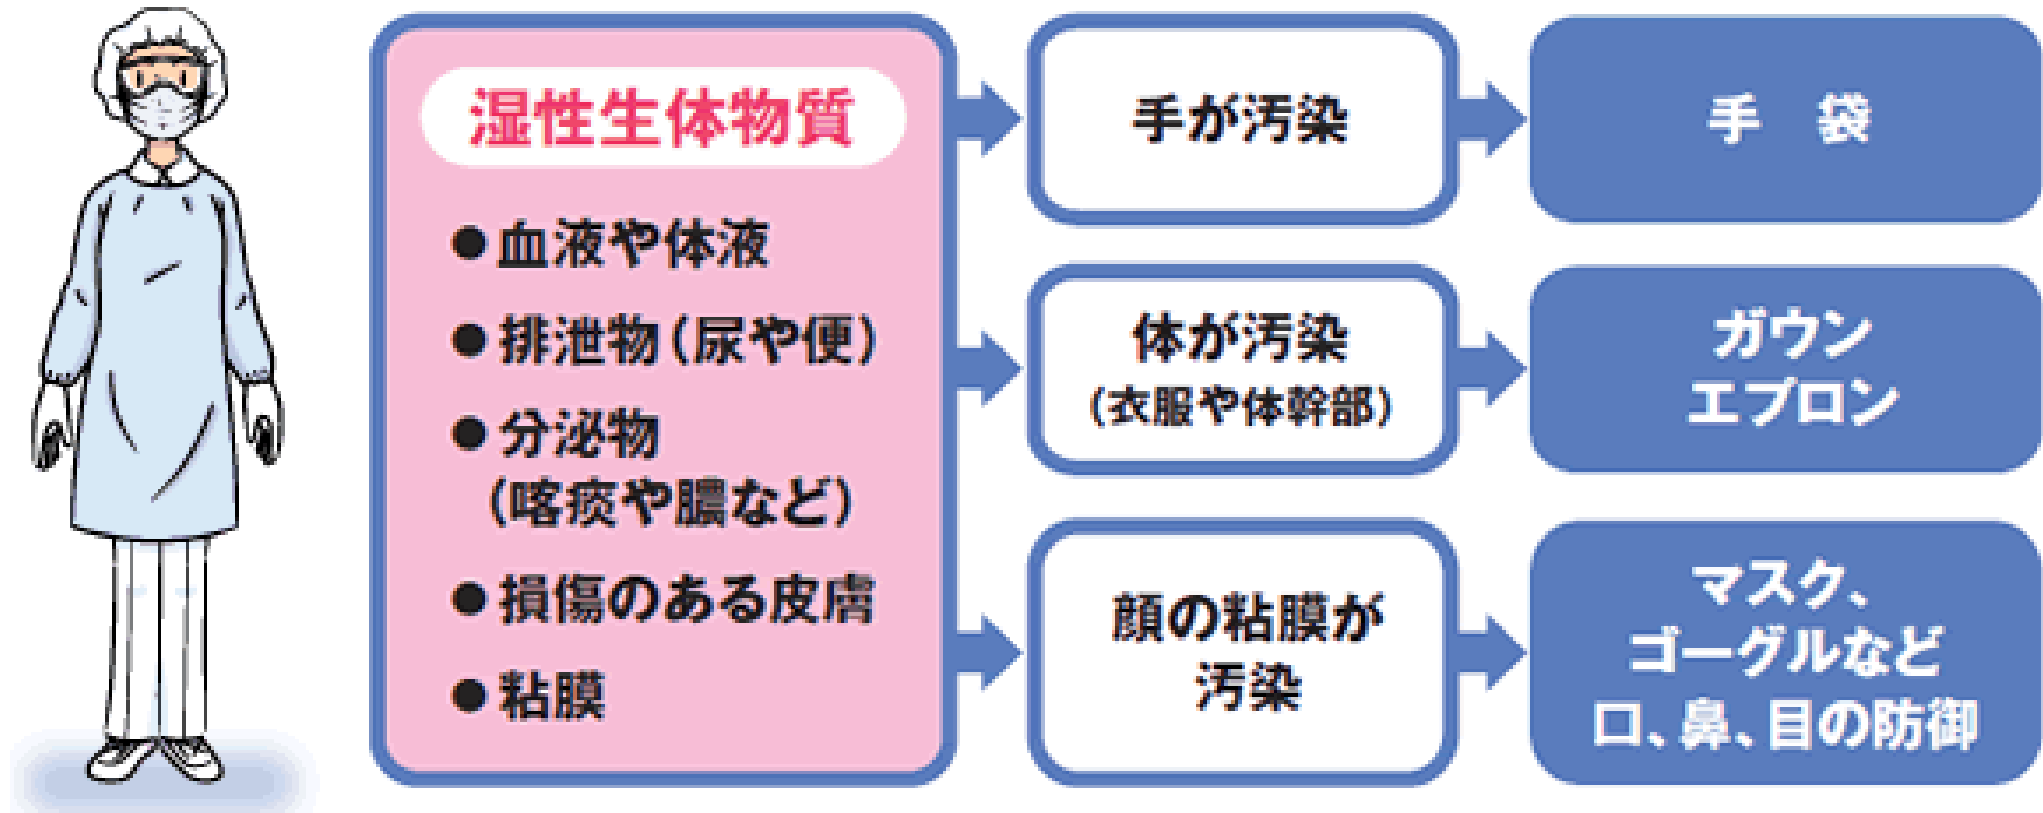 湿性生体物質
●血液や体液
●排泄物(尿や便)
●分泌物
(喀痰や膿など)
●損傷のある皮膚
●粘膜
手が汚染
手 袋
体が汚染
(衣服や体幹部)
ガウン
エプロン
顔の粘膜が
汚染
マスク、
ゴーグルなど
口、鼻、目の防御